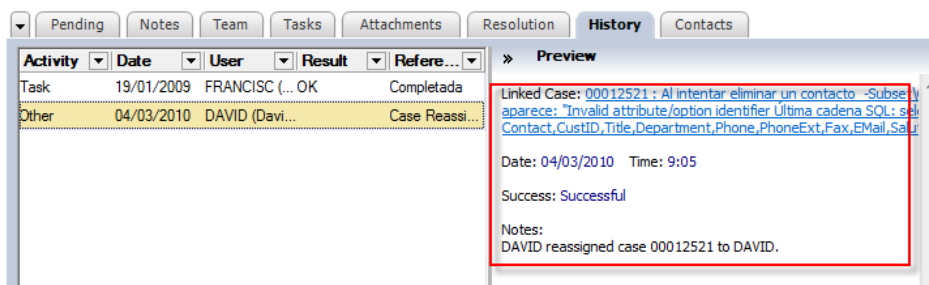 Pending Notes Team Tasks Attachments Resolution History Contacts
Activity Date User Result Refere...
Task 19/01/2009 FRANCISC (... OK Completada
Other 04/03/2010 DAVID (Davi... Case Reassi...
» Preview
Linked Case: 00012521 : Al intentar eliminar un contacto -Subset
aparece: "Invalid attribute/option identifier Última cadena SQL: sele
Contact,CustID,Title,Department,Phone,PhoneExt,Fax,EMail,Salu
Date: 04/03/2010 Time: 9:05
Success: Successful
Notes:
DAVID reassigned case 00012521 to DAVID.